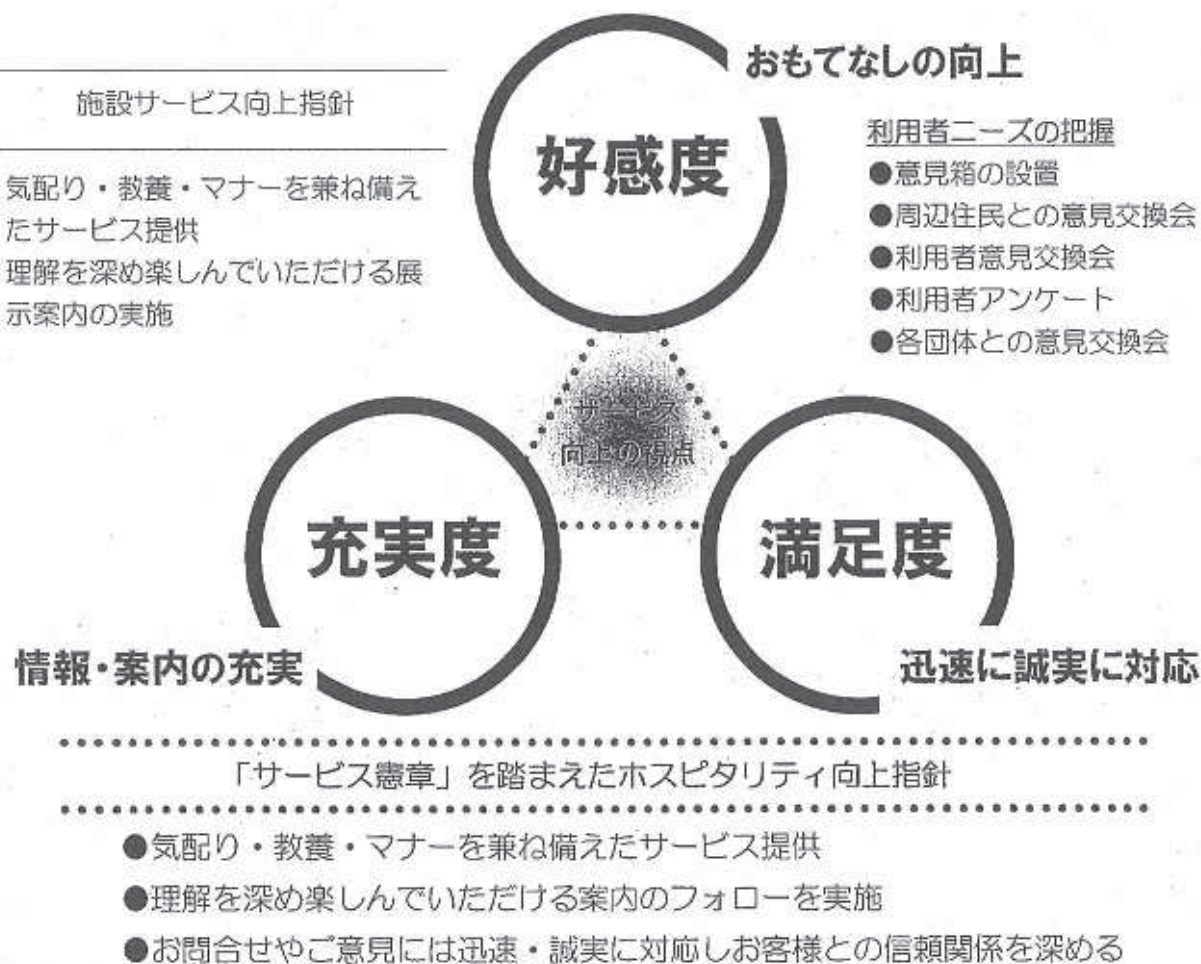 おもてなしの向上
施設サービス向上指針
気配り・教養・マナーを兼ね備え
たサービス提供
理解を深め楽しんでいただける展
示案内の実施
好感度
利用者ニーズの把握
●意見箱の設置
●周辺住民との意見交換会
●利用者意見交換会
●利用者アンケート
●各団体との意見交換会
サービス
向上の視点
充実度
満足度
情報・案内の充実
迅速に誠実に対応
「サービス憲章」を踏まえたホスピタリティ向上指針
●気配り・教養・マナーを兼ね備えたサービス提供
●理解を深め楽しんでいただける案内のフォローを実施
●お問合せやご意見には迅速・誠実に対応しお客様との信頼関係を深める